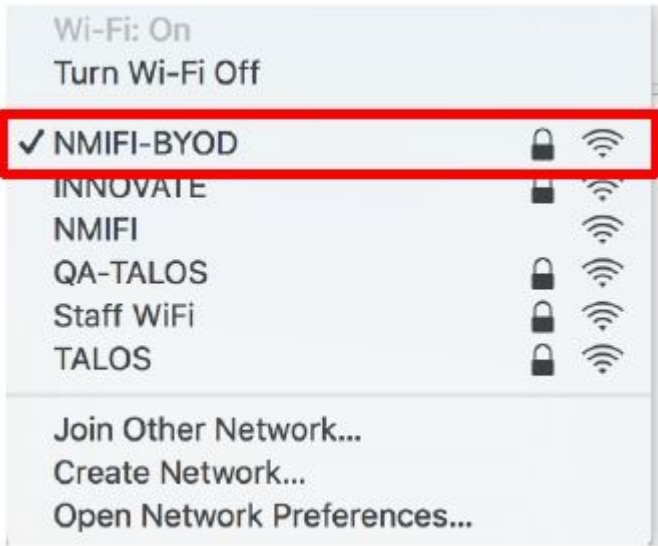 Wi-Fi: On
Turn Wi-Fi Off
NMIFI-BYOD
INNOVATE
NMIFI
QA-TALOS
Staff WiFi
TALOS
Join Other Network...
Create Network...
Open Network Preferences...